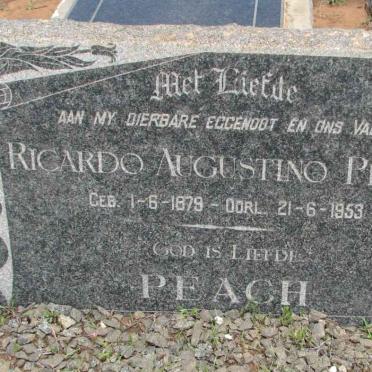 Met Liefde
AAN MY DIERBARE EGGENOOT EN ONS VA
RICARDO AUGUSTINO PE
GEB. 1-6-1879 - OORL. 21-6-1953
GOD IS LIEFDE
PEACH